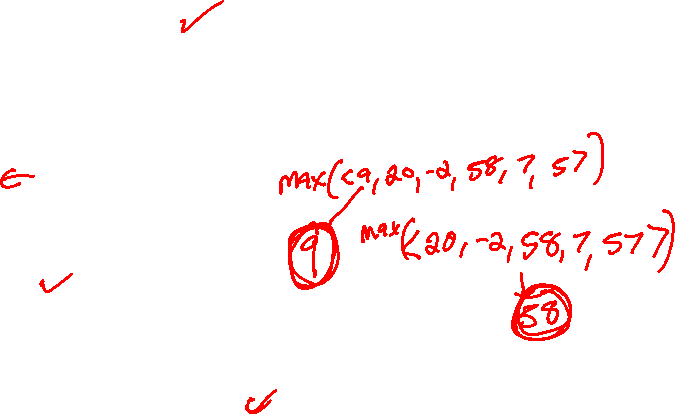 max(<9, 20, -2, 58, 7, 57)
9
max(<20, -2, 58, 7, 57>)
58